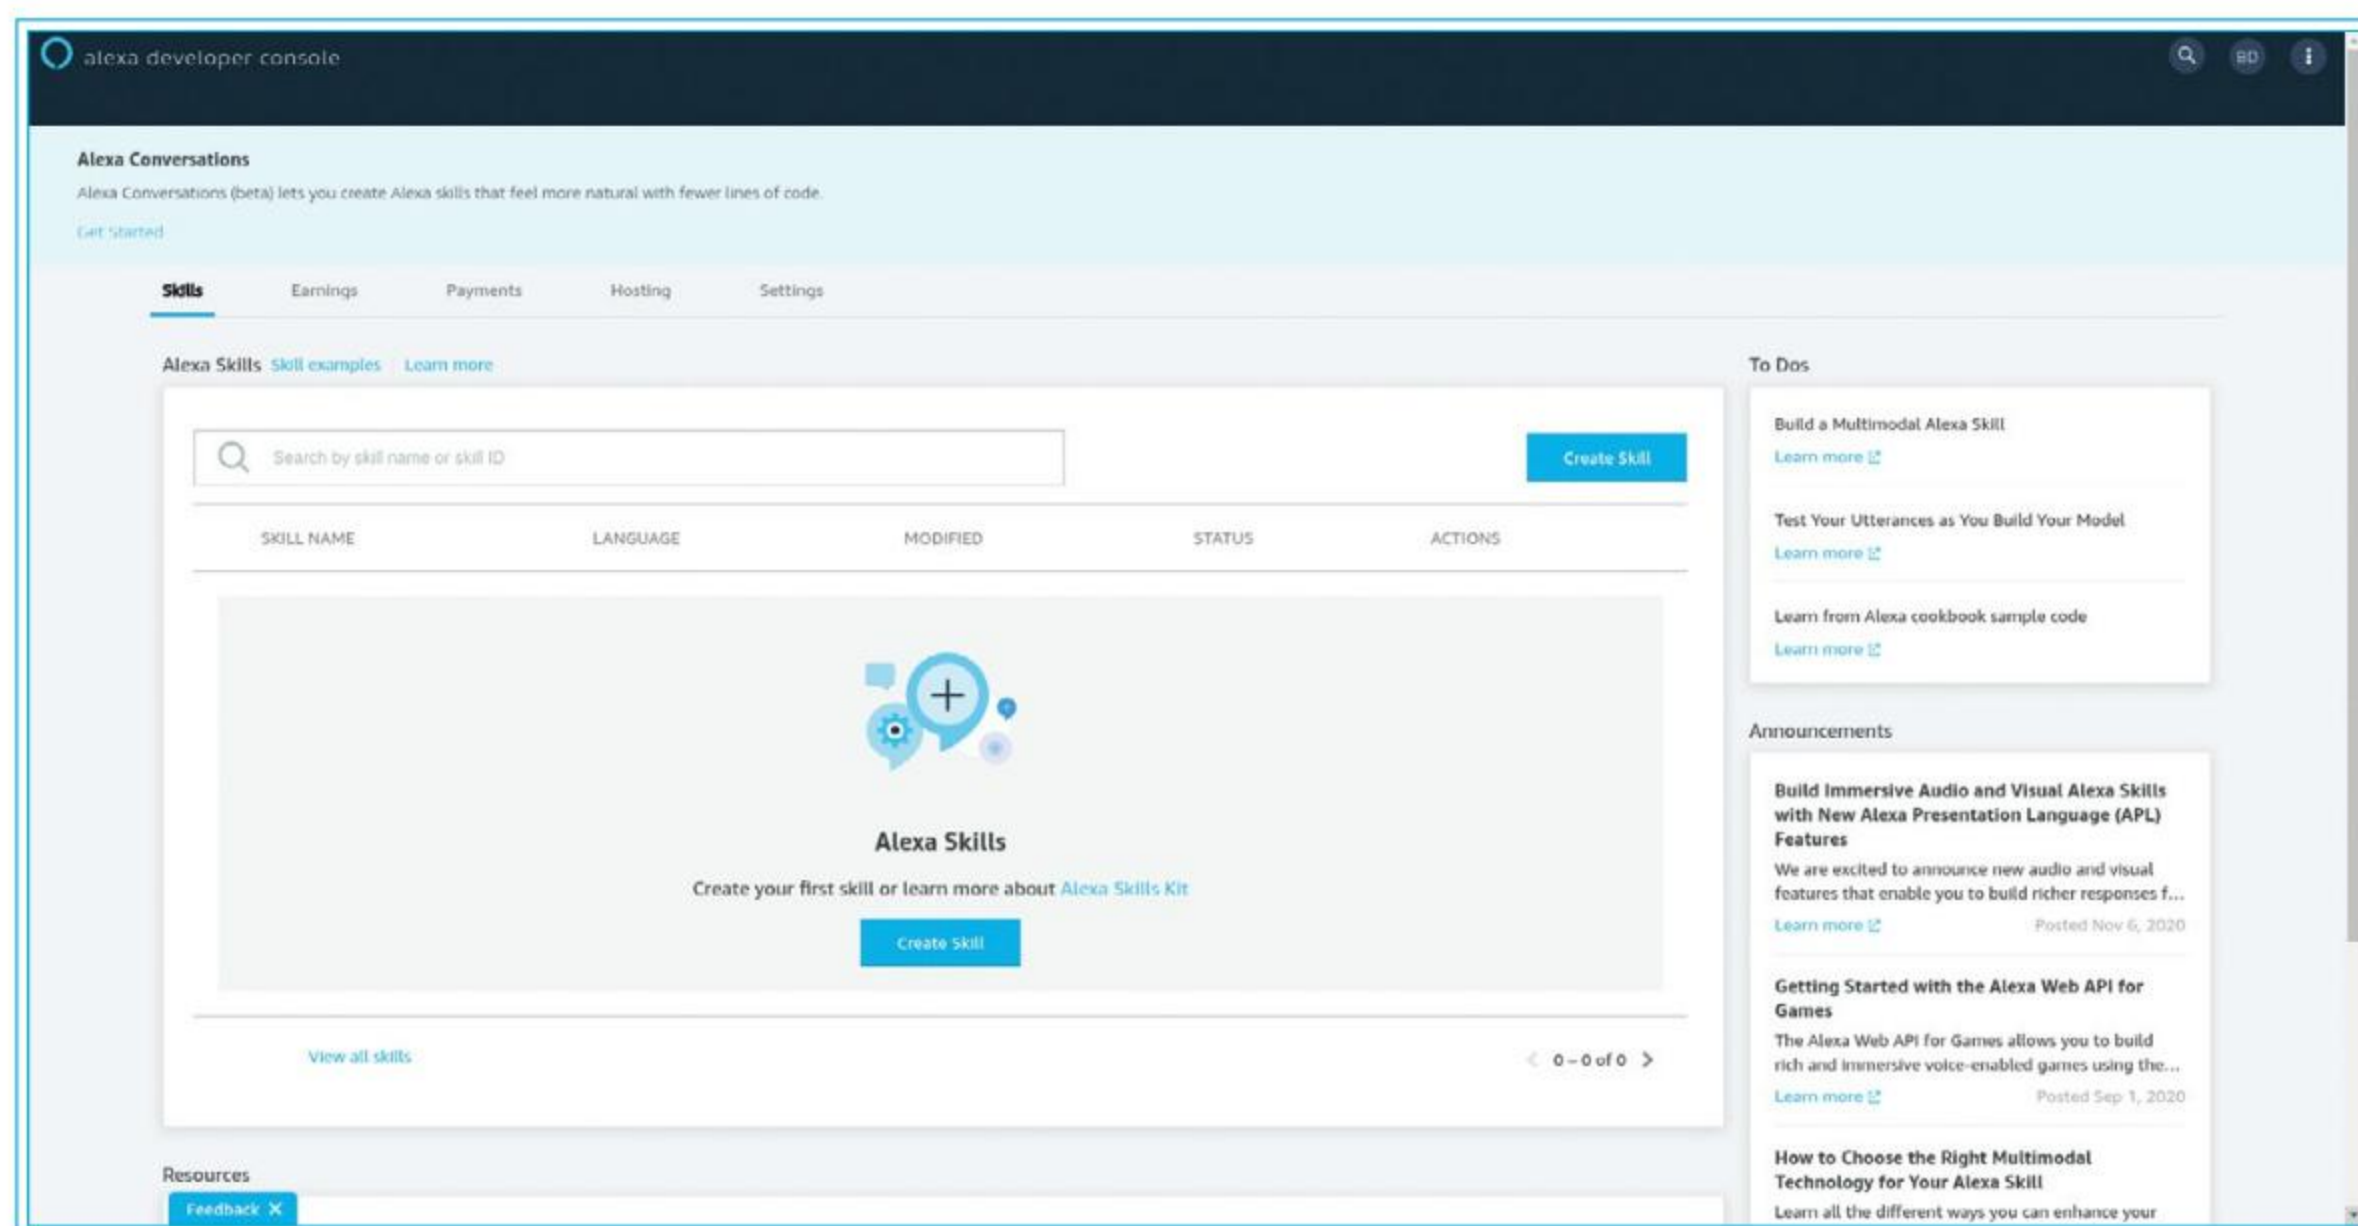 alexa developer console
BD
Alexa Conversations
Alexa Conversations (beta) lets you create Alexa skills that feel more natural with fewer lines of code.
Get Started
Skills Earnings Payments Hosting Settings
Alexa Skills Skill examples Learn more
Search by skill name or skill ID
Create Skill
SKILL NAME LANGUAGE MODIFIED STATUS ACTIONS
Alexa Skills
Create your first skill or learn more about Alexa Skills Kit
Create Skill
View all skills
0 – 0 of 0
Resources
Feedback X
To Dos
Build a Multimodal Alexa Skill
Learn more
Test Your Utterances as You Build Your Model
Learn more
Learn from Alexa cookbook sample code
Learn more
Announcements
Build Immersive Audio and Visual Alexa Skills
with New Alexa Presentation Language (APL)
Features
We are excited to announce new audio and visual
features that enable you to build richer responses f...
Learn more Posted Nov 6, 2020
Getting Started with the Alexa Web API for
Games
The Alexa Web API for Games allows you to build
rich and immersive voice-enabled games using the...
Learn more Posted Sep 1, 2020
How to Choose the Right Multimodal
Technology for Your Alexa Skill
Learn all the different ways you can enhance your